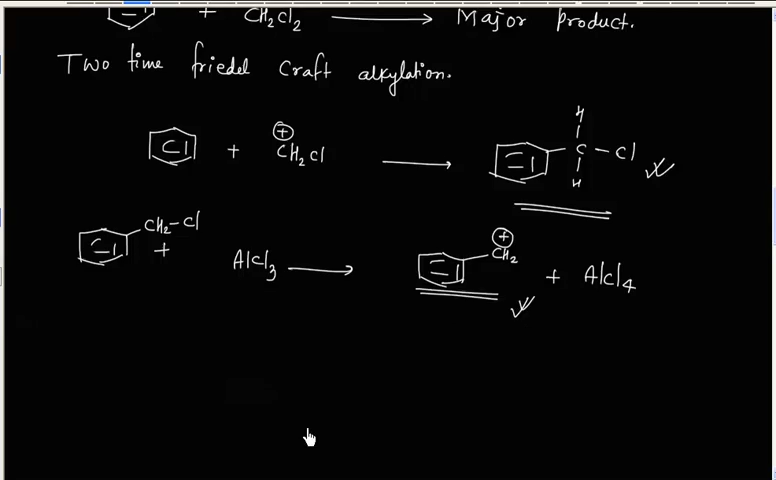 + CH2Cl2 → Major product.
Two time friedel Craft alkylation.
+ ⊕CH2Cl → H C Cl H
CH2-Cl + AlCl3 → ⊕CH2 + AlCl4